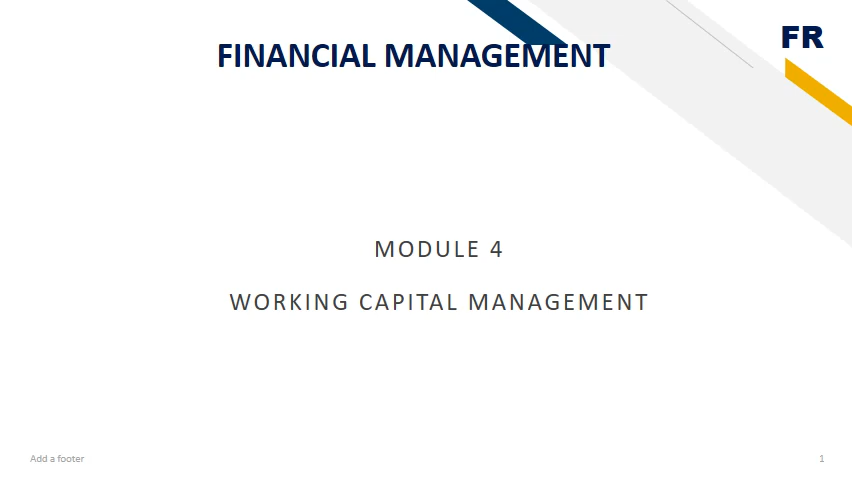 FR
FINANCIAL MANAGEMENT
MODULE 4
WORKING CAPITAL MANAGEMENT
Add a footer
1